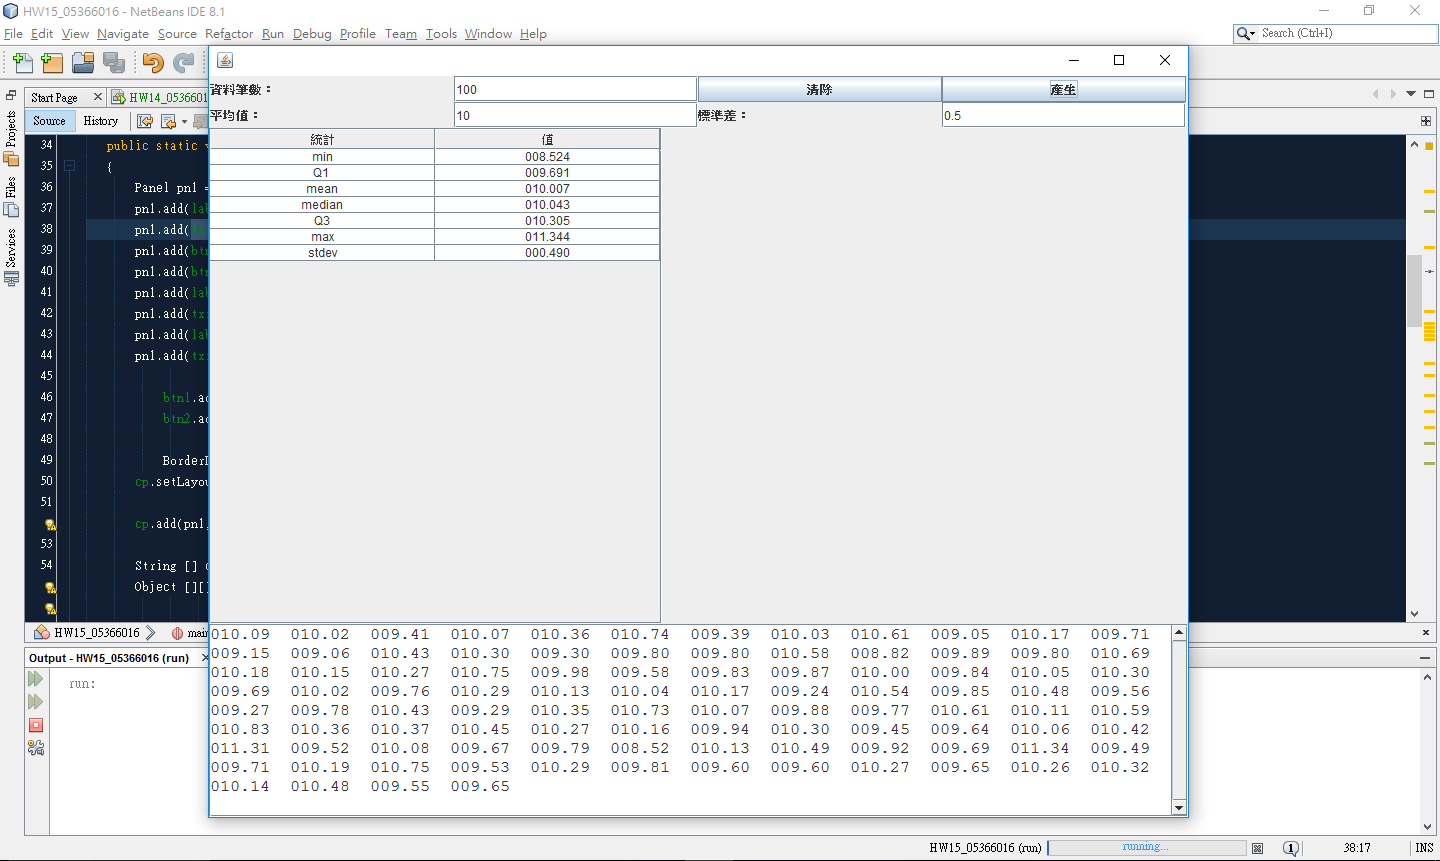 HW15_05366016 - NetBeans IDE 8.1
File Edit View Navigate Source Refactor Run Debug Profile Team Tools Window Help
Search (Ctrl+I)
Start Page
HW14_0536601
Source History
Projects
Files
Services
34 public static
35 {
36 Panel pnl =
37 pnl.add(
38 pnl.add(
39 pnl.add(
40 pnl.add(
41 pnl.add(
42 pnl.add(
43 pnl.add(
44 pnl.add(
45
46 btn1.
47 btn2.
48
49
50 cp.
51
cp.add(pnl
53
54 String []
Object [][]
HW15_05366016
Output - HW15_05366016 (run)
run:
資料筆數： 100 清除 產生
平均值： 10 標準差： 0.5
統計 值
min 008.524
Q1 009.691
mean 010.007
median 010.043
Q3 010.305
max 011.344
stdev 000.490
010.09 010.02 009.41 010.07 010.36 010.74 009.39 010.03 010.61 009.05 010.17 009.71
009.15 009.06 010.43 010.30 009.30 009.80 009.80 010.58 008.82 009.89 009.80 010.69
010.18 010.15 010.27 010.75 009.98 009.58 009.83 009.87 010.00 009.84 010.05 010.30
009.69 010.02 009.76 010.29 010.13 010.04 010.17 009.24 010.54 009.85 010.48 009.56
009.27 009.78 010.43 009.29 010.35 010.73 010.07 009.88 009.77 010.61 010.11 010.59
010.83 010.36 010.37 010.45 010.27 010.16 009.94 010.30 009.45 009.64 010.06 010.42
011.31 009.52 010.08 009.67 009.79 008.52 010.13 010.49 009.92 009.69 011.34 009.49
009.71 010.19 010.75 009.53 010.29 009.81 009.60 009.60 010.27 009.65 010.26 010.32
010.14 010.48 009.55 009.65
HW15_05366016 (run) running... 1 38:17 INS